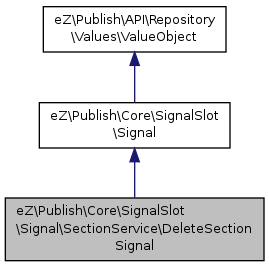 eZ\Publish\API\Repository
\Values\ValueObject
eZ\Publish\Core\SignalSlot
\Signal
eZ\Publish\Core\SignalSlot
\Signal\SectionService\DeleteSection
Signal